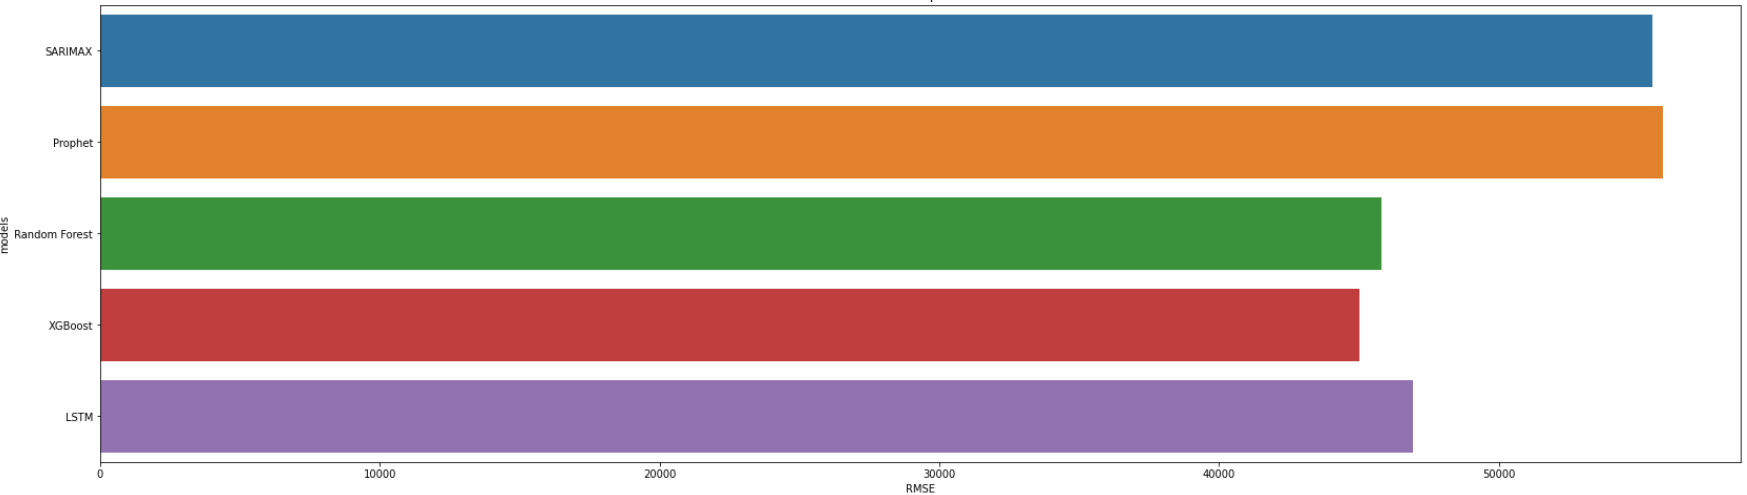 SARIMAX
Prophet
Random Forest
XGBoost
LSTM
models
0 10000 20000 30000 40000 50000
RMSE